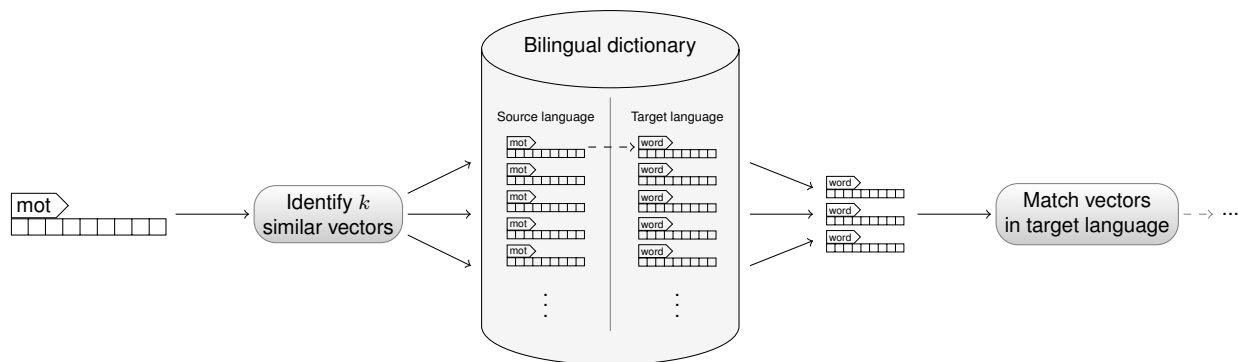 Bilingual dictionary
Source language
Target language
mot
word
mot
word
mot
word
mot
word
mot
word
mot
Identify k
similar vectors
word
word
word
Match vectors
in target language
...